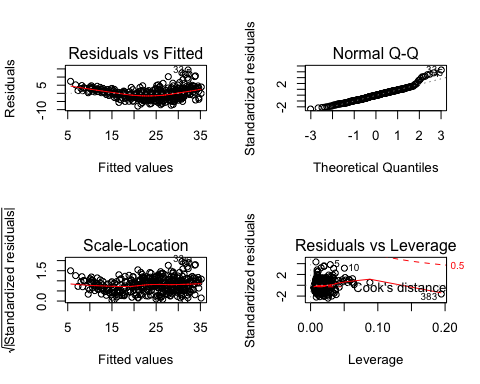 Residuals vs Fitted
Residuals
-10
5
5
15
25
35
Fitted values
Normal Q-Q
Standardized residuals
-2
2
-3
-1
0
1
2
3
Theoretical Quantiles
Scale-Location
√|Standardized residuals|
0.0
1.5
5
15
25
35
Fitted values
Residuals vs Leverage
Standardized residuals
-2
2
5
10
0.5
Cook's distance
383
0.00
0.10
0.20
Leverage